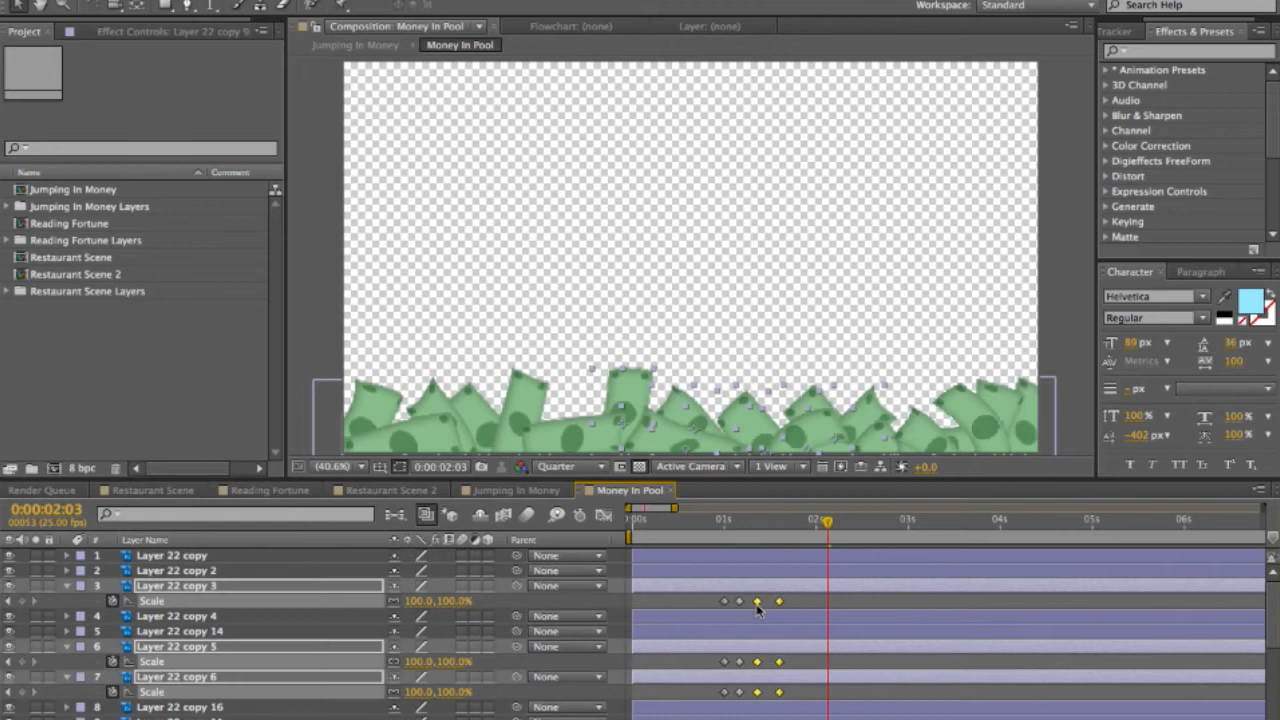 Workspace: Standard
Search Help
Project Effect Controls: Layer 22 copy 9
Composition: Money In Pool
Flowchart: (none)
Layer: (none)
Tracker Effects & Presets
Jumping In Money Money In Pool
* Animation Presets
3D Channel
Audio
Blur & Sharpen
Channel
Color Correction
Digieffects FreeForm
Distort
Expression Controls
Generate
Keying
Matte
Name Comment
Jumping In Money
Jumping In Money Layers
Reading Fortune
Reading Fortune Layers
Restaurant Scene
Restaurant Scene 2
Restaurant Scene Layers
Character Paragraph
Helvetica
Regular
89 px 36 px
Metrics 100
- px
100% 100%
-402 px 100%
T T TT Tr T¹ T₁
8 bpc
(40.6%) 0:00:02:03 Quarter Active Camera 1 View +0.0
Render Queue Restaurant Scene Reading Fortune Restaurant Scene 2 Jumping In Money Money In Pool
0:00:02:03
00053 (25.00 fps)
:00s 01s 02s 03s 04s 05s 06s
# Layer Name Parent
1 Layer 22 copy None
2 Layer 22 copy 2 None
3 Layer 22 copy 3 None
Scale 100.0,100.0%
4 Layer 22 copy 4 None
5 Layer 22 copy 14 None
6 Layer 22 copy 5 None
Scale 100.0,100.0%
7 Layer 22 copy 6 None
Scale 100.0,100.0%
8 Layer 22 copy 16 None